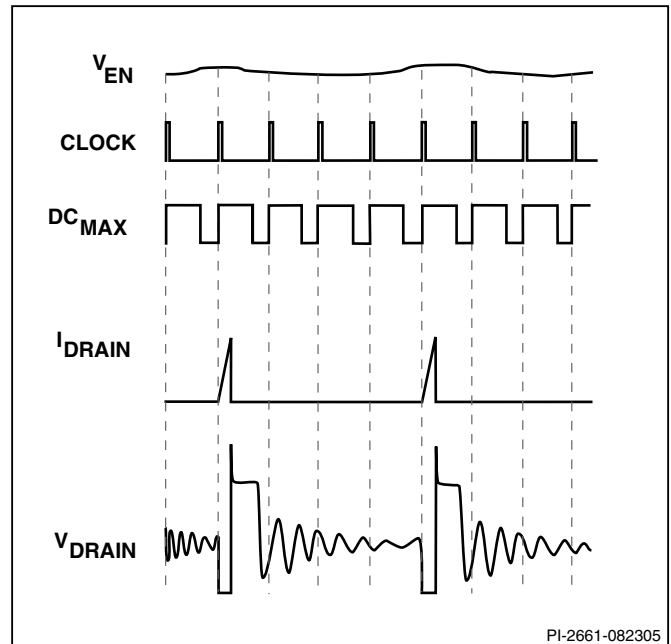 V_EN
CLOCK
DC_MAX
I_DRAIN
V_DRAIN
PI-2661-082305